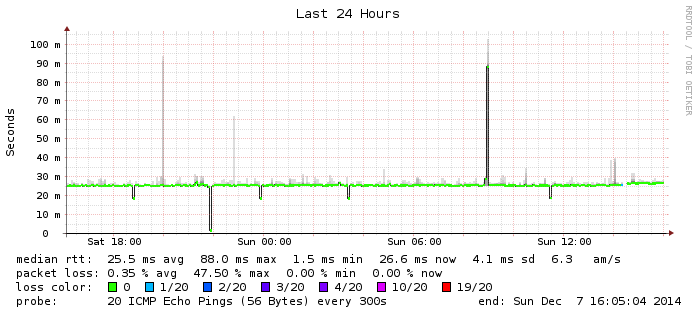 Last 24 Hours
RRDTOOL / TOBI OETIKER
Seconds
100 m
90 m
80 m
70 m
60 m
50 m
40 m
30 m
20 m
10 m
0
Sat 18:00 Sun 00:00 Sun 06:00 Sun 12:00
median rtt: 25.5 ms avg 88.0 ms max 1.5 ms min 26.6 ms now 4.1 ms sd 6.3 am/s
packet loss: 0.35 % avg 47.50 % max 0.00 % min 0.00 % now
loss color: 0 1/20 2/20 3/20 4/20 10/20 19/20
probe: 20 ICMP Echo Pings (56 Bytes) every 300s end: Sun Dec 7 16:05:04 2014